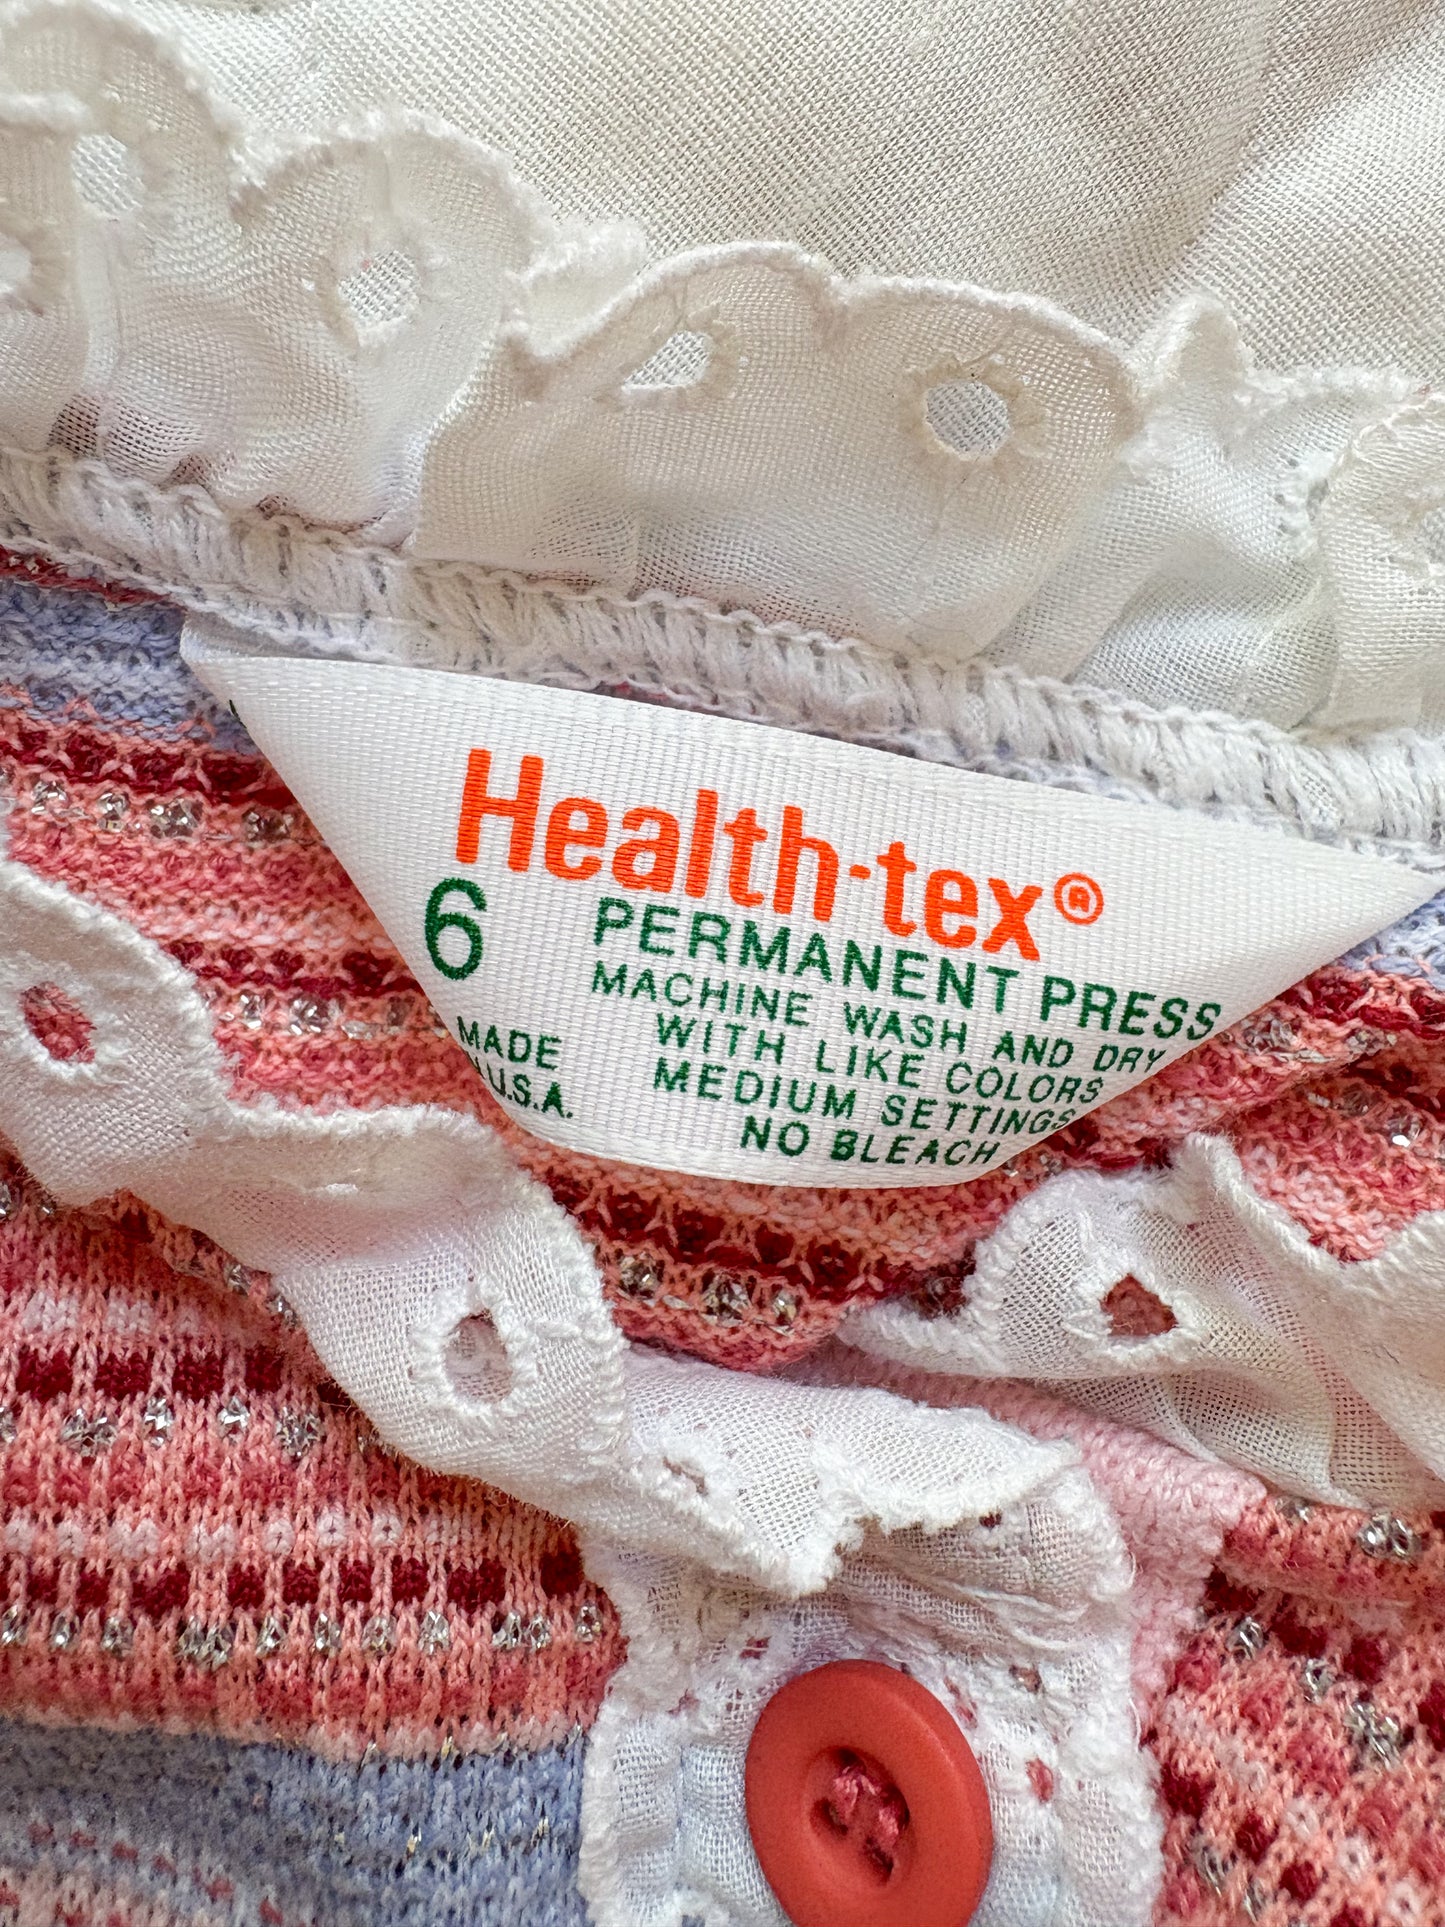 Health-tex®
6 PERMANENT PRESS
MACHINE WASH AND DRY
WITH LIKE COLORS
MEDIUM SETTINGS
NO BLEACH
MADE
U.S.A.